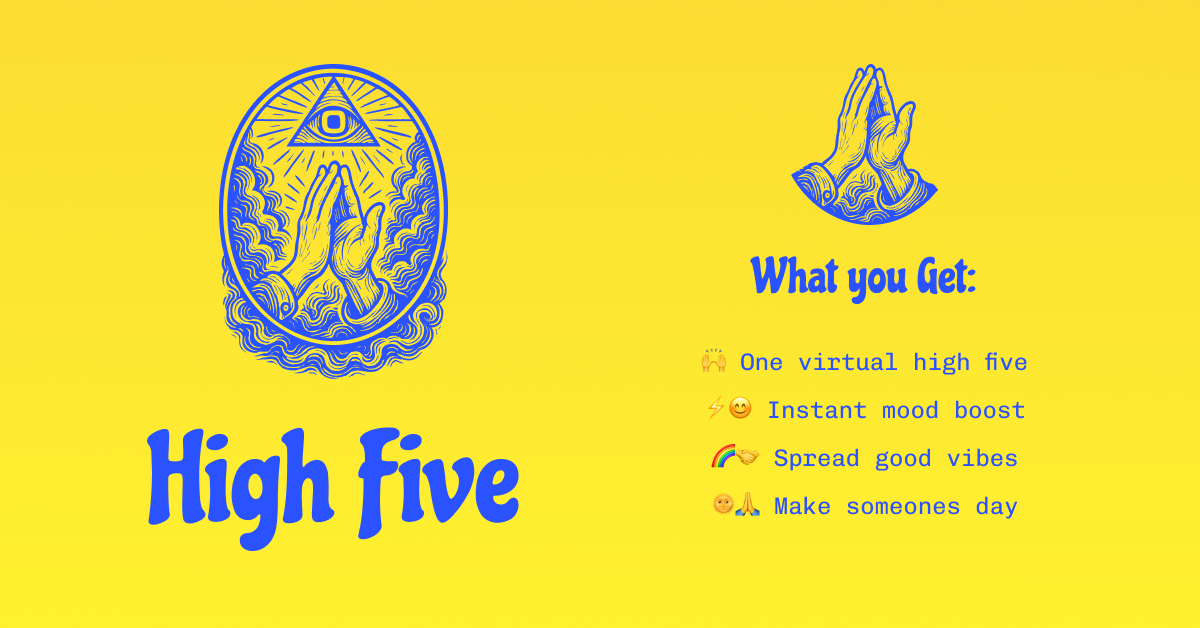 High Five
What you Get:
🙌 One virtual high five
⚡😊 Instant mood boost
🌈🤝 Spread good vibes
🌞🙏 Make someones day